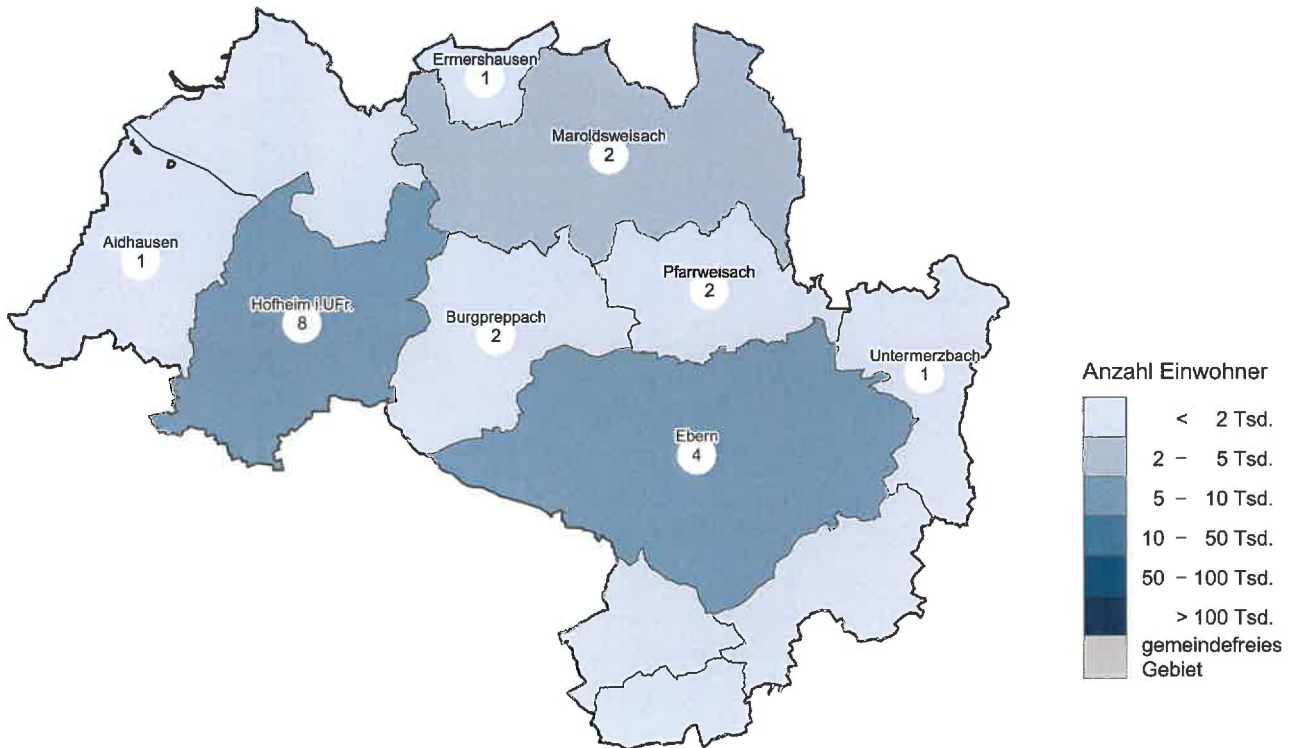 Ermershausen
1
Maroldsweisach
2
Aidhausen
1
Pfarrweisach
2
Hofheim i.UFr.
8
Burgpreppach
2
Untermerzbach
1
Ebern
4
Anzahl Einwohner
< 2 Tsd.
2 – 5 Tsd.
5 – 10 Tsd.
10 – 50 Tsd.
50 – 100 Tsd.
> 100 Tsd.
gemeindefreies
Gebiet